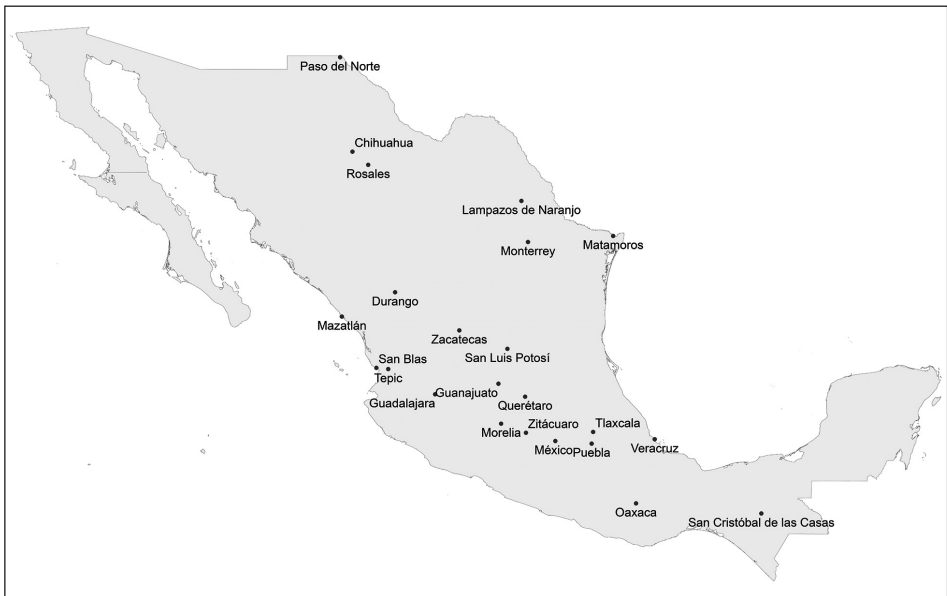 Paso del Norte
Chihuahua
Rosales
Lampazos de Naranjo
Matamoros
Monterrey
Durango
Mazatlán
Zacatecas
San Luis Potosí
San Blas
Tepic
Guanajuato
Guadalajara
Querétaro
Zitácuaro
Tlaxcala
Morelia
México
Puebla
Veracruz
Oaxaca
San Cristóbal de las Casas